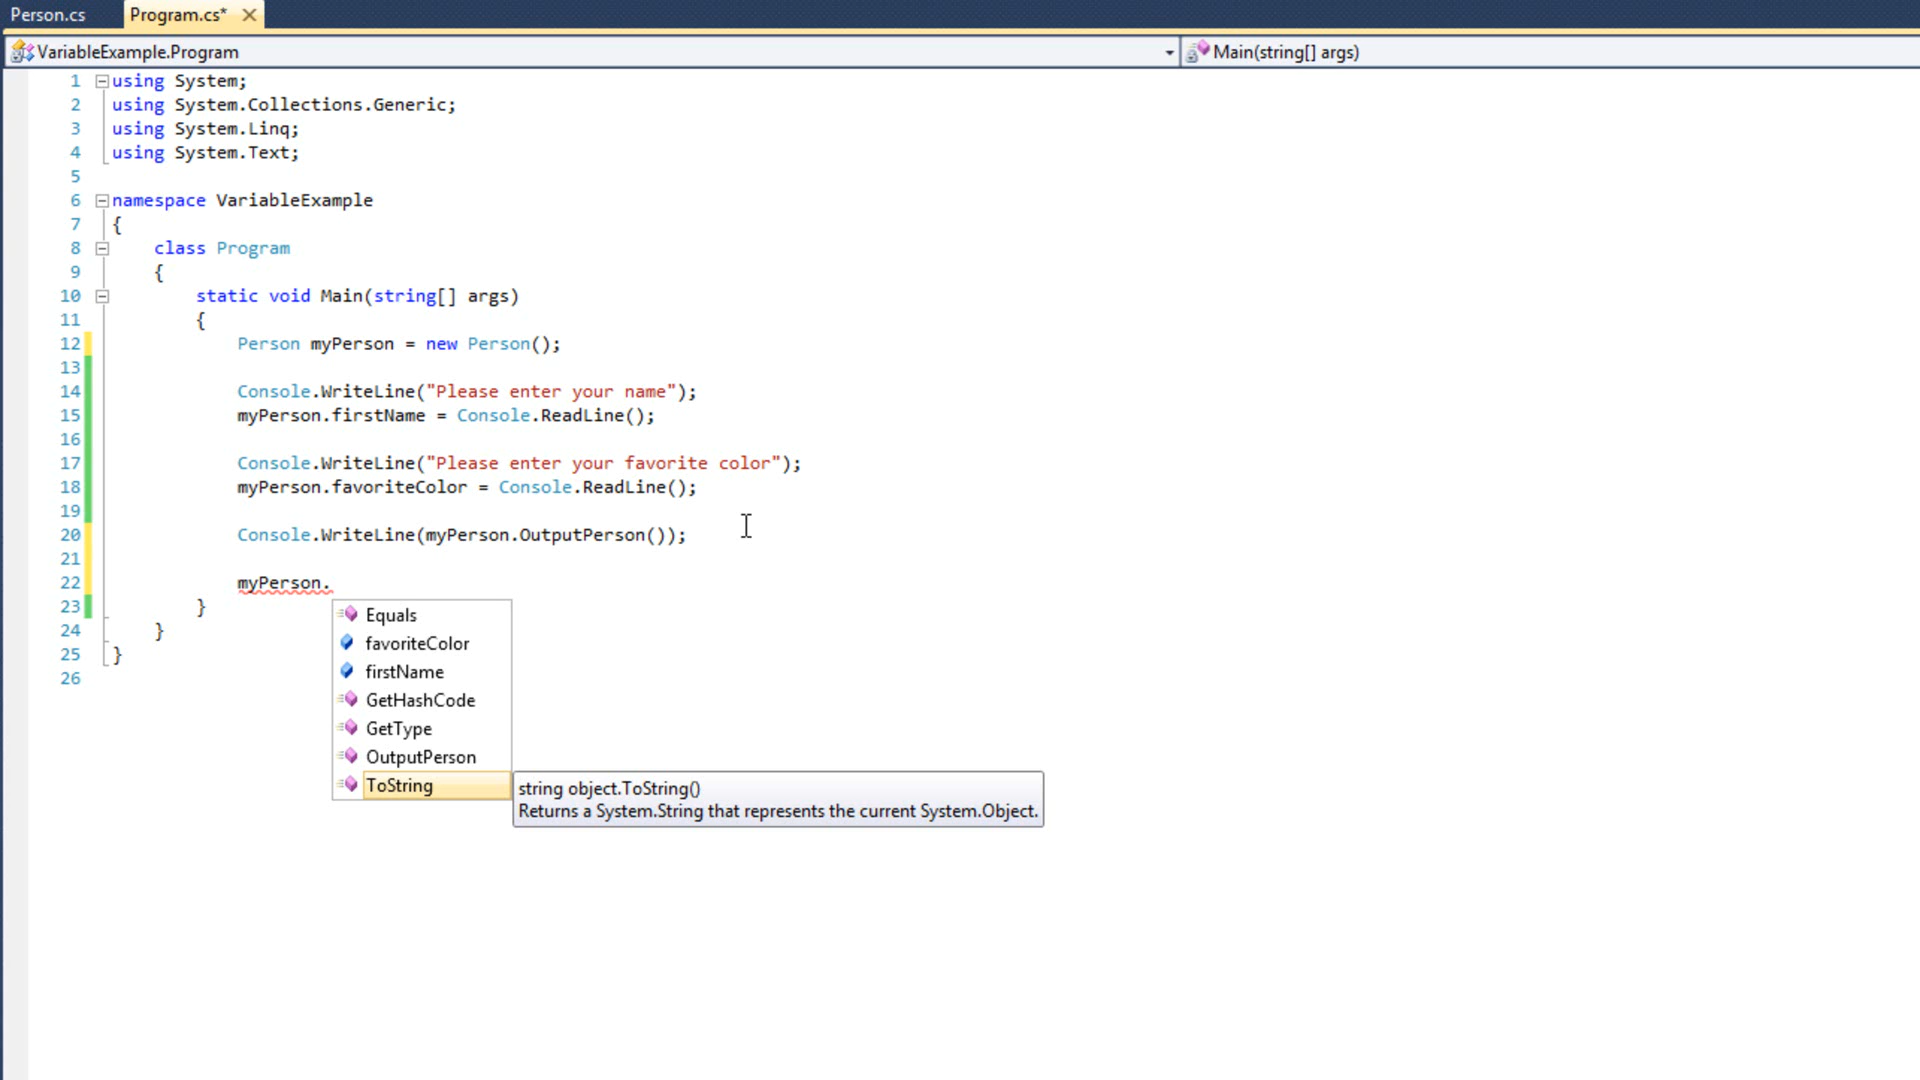 Person.cs Program.cs*
VariableExample.Program Main(string[] args)
1 using System;
2 using System.Collections.Generic;
3 using System.Linq;
4 using System.Text;
5
6 namespace VariableExample
7 {
8 class Program
9 {
10 static void Main(string[] args)
11 {
12 Person myPerson = new Person();
13
14 Console.WriteLine("Please enter your name");
15 myPerson.firstName = Console.ReadLine();
16
17 Console.WriteLine("Please enter your favorite color");
18 myPerson.favoriteColor = Console.ReadLine();
19
20 Console.WriteLine(myPerson.OutputPerson());
21
22 myPerson.
23 }
24 }
25 }
26
Equals
favoriteColor
firstName
GetHashCode
GetType
OutputPerson
ToString
string object.ToString()
Returns a System.String that represents the current System.Object.